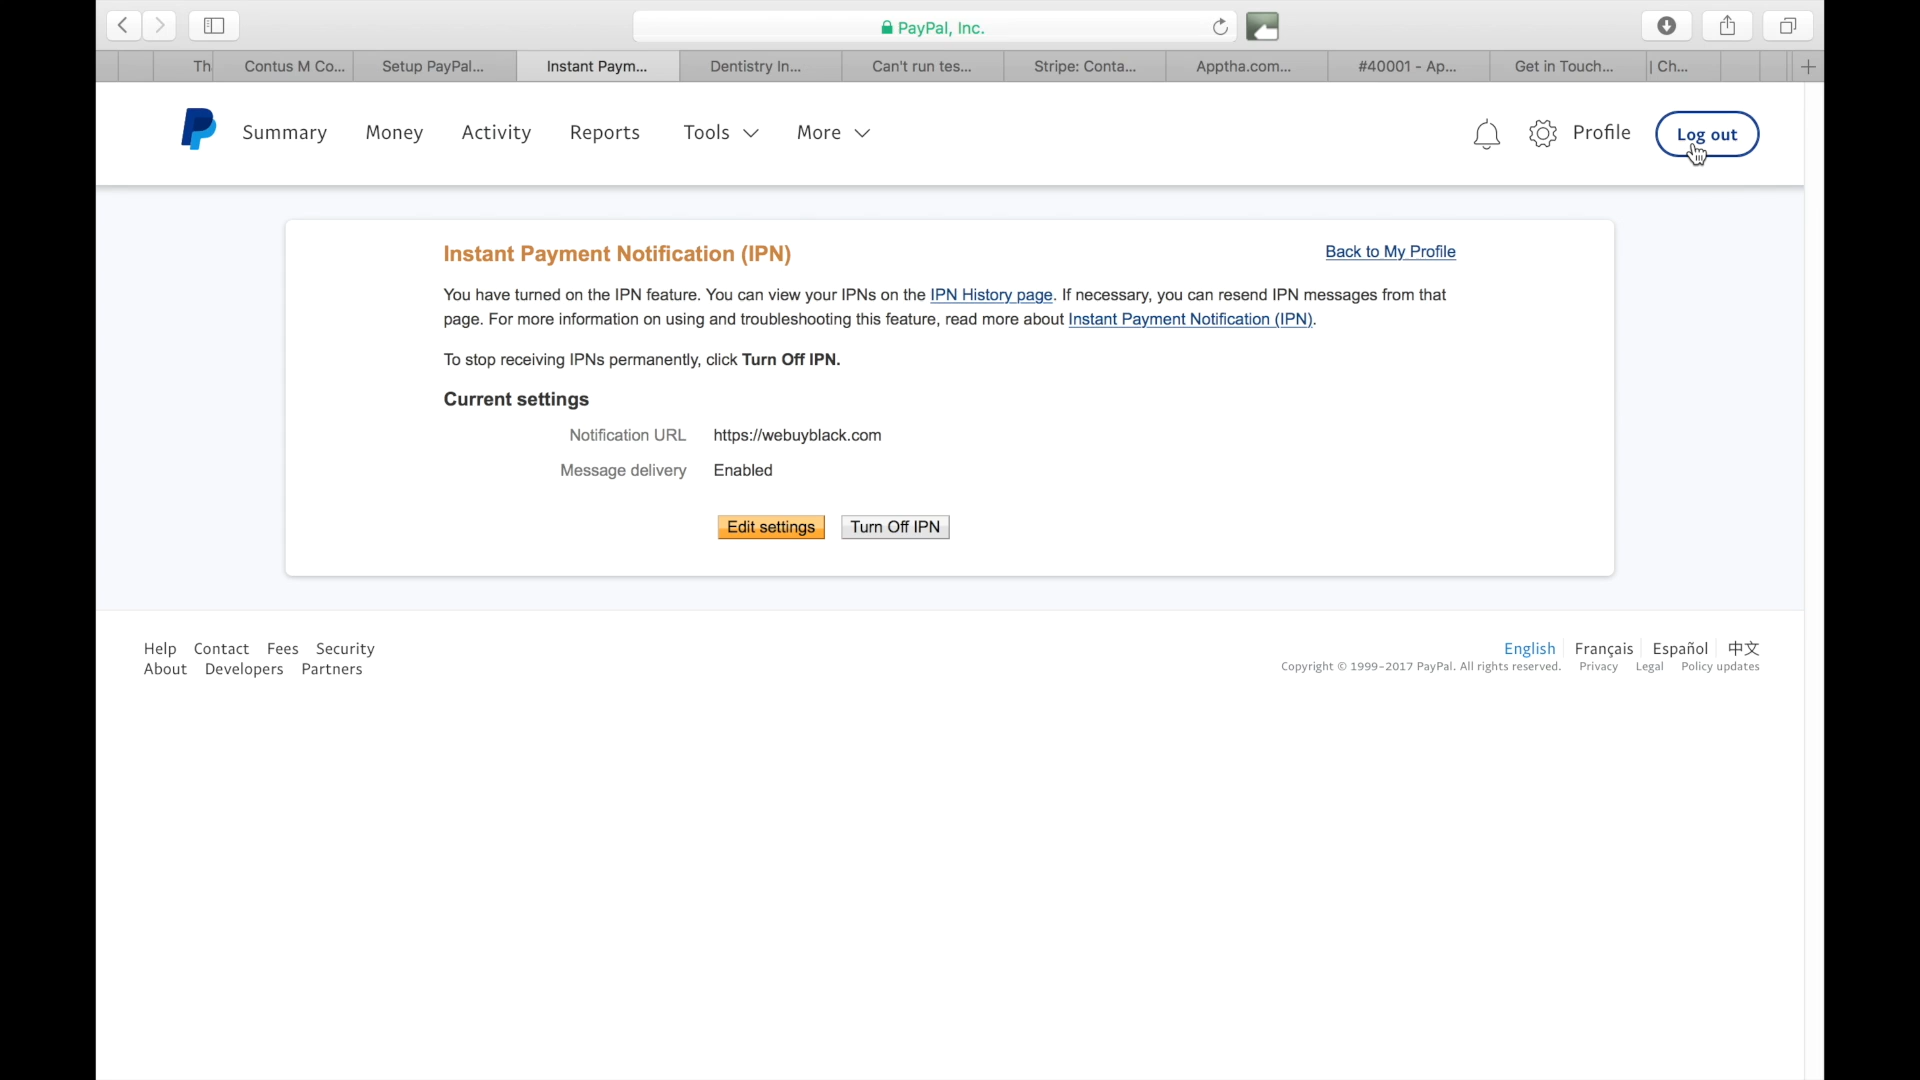 PayPal, Inc.
Th
Contus M Co...
Setup PayPal...
Instant Paym...
Dentistry In...
Can't run tes...
Stripe: Conta...
Apptha.com...
#40001 - Ap...
Get in Touch...
| Ch...
Summary
Money
Activity
Reports
Tools
More
Profile
Log out
Instant Payment Notification (IPN)
Back to My Profile
You have turned on the IPN feature. You can view your IPNs on the IPN History page. If necessary, you can resend IPN messages from that
page. For more information on using and troubleshooting this feature, read more about Instant Payment Notification (IPN).
To stop receiving IPNs permanently, click Turn Off IPN.
Current settings
Notification URL https://webuyblack.com
Message delivery Enabled
Edit settings Turn Off IPN
Help Contact Fees Security
About Developers Partners
English Français Español 中文
Copyright © 1999-2017 PayPal. All rights reserved. Privacy Legal Policy updates